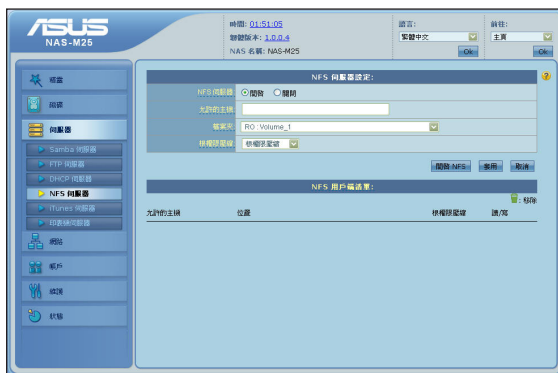 ASUS
NAS-M25
時間: 01:51:05
韌體版本: 1.0.0.4
NAS 名稱: NAS-M25
語言:
繁體中文
Ok
前往:
主頁
Ok
精靈
磁碟
伺服器
Samba 伺服器
FTP 伺服器
DHCP 伺服器
NFS 伺服器
iTunes 伺服器
印表機伺服器
網路
帳戶
維護
狀態
NFS 伺服器設定:
NFS 伺服器
開啟
關閉
允許的主機:
檔案夾:
RO :Volume_1
根權限壓縮:
根權限壓縮
開啟 NFS
套用
取消
NFS 用戶端清單:
: 移除
允許的主機
位置
根權限壓縮
讀/寫